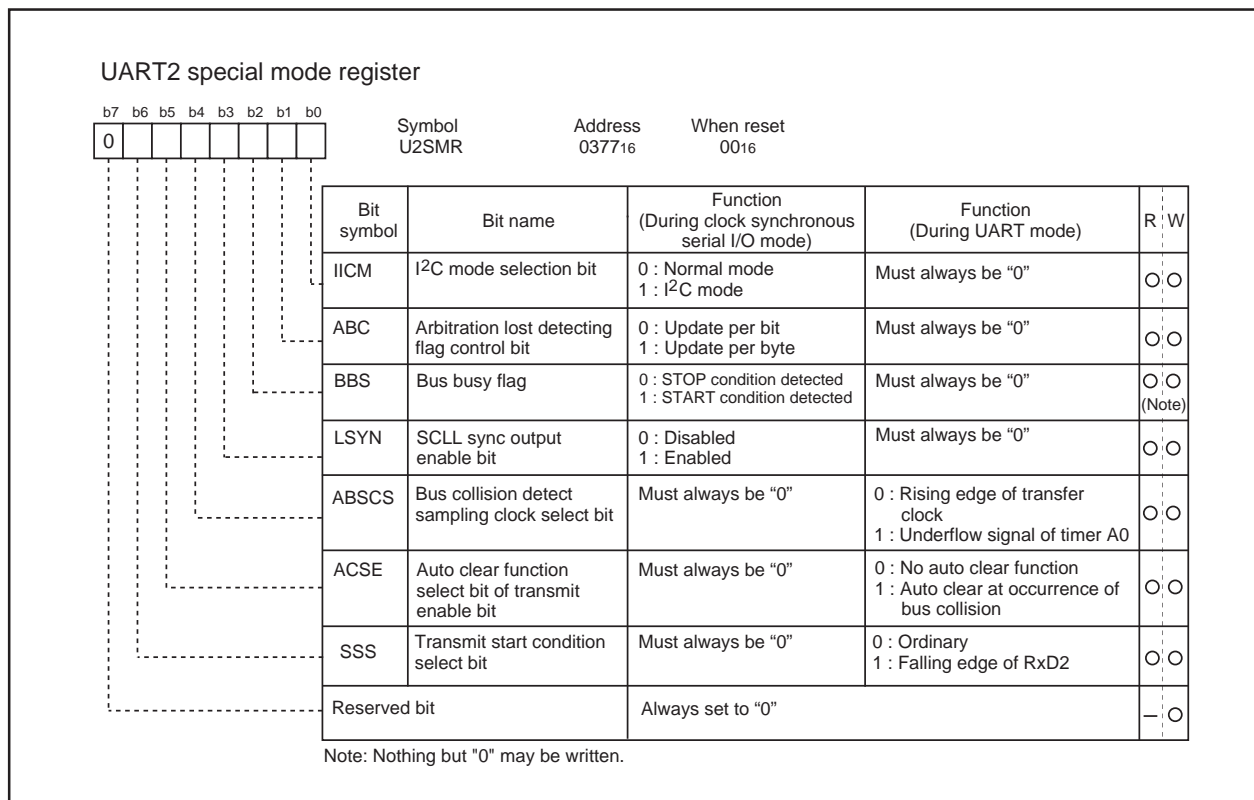 UART2 special mode register
b7 b6 b5 b4 b3 b2 b1 b0
0
Symbol Address When reset
U2SMR 037716 0016
Bit symbol Bit name Function (During clock synchronous serial I/O mode) Function (During UART mode) R W
IICM I2C mode selection bit 0 : Normal mode Must always be “0”
1 : I2C mode
ABC Arbitration lost detecting 0 : Update per bit Must always be “0”
flag control bit 1 : Update per byte
BBS Bus busy flag 0 : STOP condition detected Must always be “0”
1 : START condition detected (Note)
LSYN SCLL sync output 0 : Disabled Must always be “0”
enable bit 1 : Enabled
ABSCS Bus collision detect Must always be “0” 0 : Rising edge of transfer
sampling clock select bit clock
1 : Underflow signal of timer A0
ACSE Auto clear function Must always be “0” 0 : No auto clear function
select bit of transmit 1 : Auto clear at occurrence of
enable bit bus collision
SSS Transmit start condition Must always be “0” 0 : Ordinary
select bit 1 : Falling edge of RxD2
Reserved bit Always set to “0” –
Note: Nothing but "0" may be written.